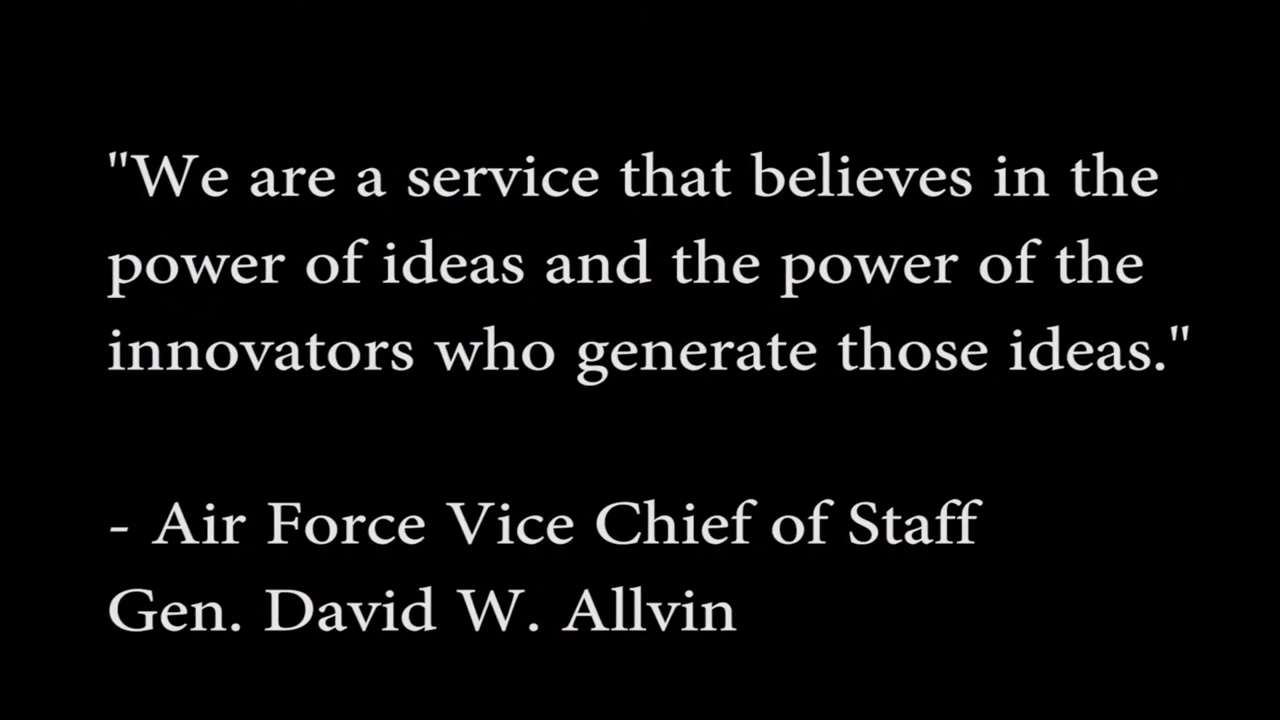 "We are a service that believes in the
power of ideas and the power of the
innovators who generate those ideas."
- Air Force Vice Chief of Staff
Gen. David W. Allvin